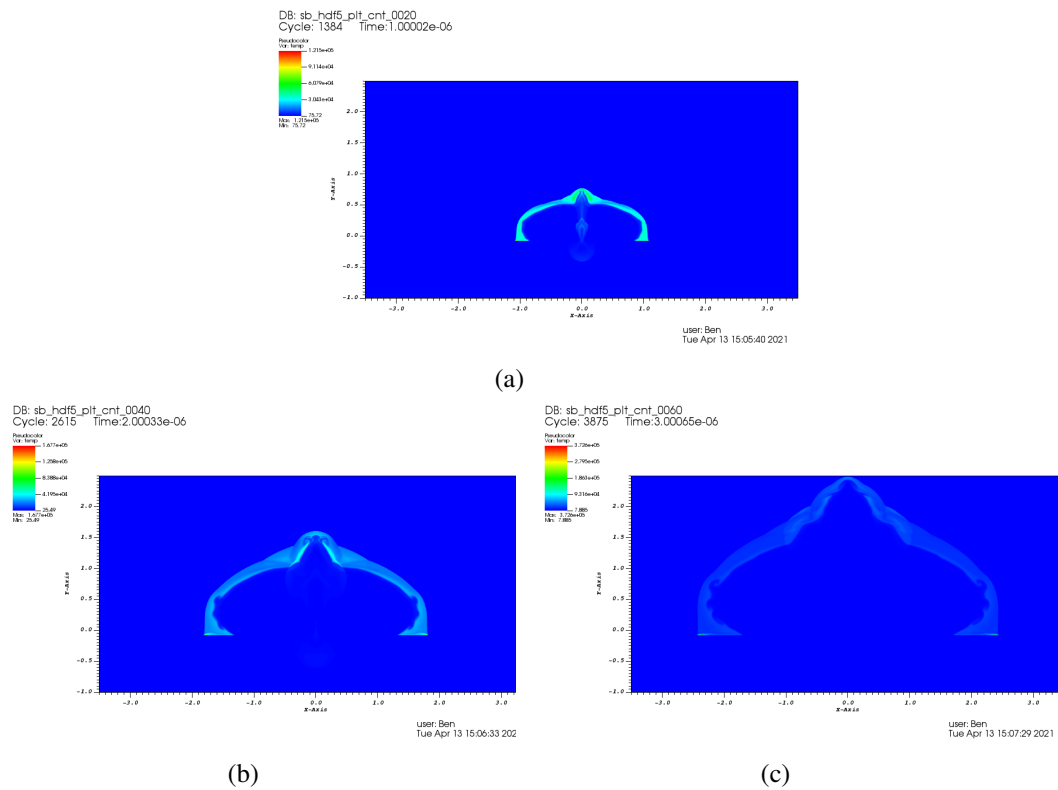 DB: sb_hdf5_plt_cnt_0020
Cycle: 1384 Time:1.00002e-06
Pseudocolor
Var: temp
1.215e+05
9.114e+04
6.079e+04
3.043e+04
75.72
Max: 1.215e+05
Min: 75.72
Y-Axis
2.0
1.5
1.0
0.5
0.0
-0.5
-1.0
-3.0 -2.0 -1.0 0.0 1.0 2.0 3.0
X-Axis
user: Ben
Tue Apr 13 15:05:40 2021
(a)
DB: sb_hdf5_plt_cnt_0040
Cycle: 2615 Time:2.00033e-06
Pseudocolor
Var: temp
1.677e+05
1.258e+05
8.388e+04
4.195e+04
25.49
Max: 1.677e+05
Min: 25.49
Y-Axis
2.0
1.5
1.0
0.5
0.0
-0.5
-1.0
-3.0 -2.0 -1.0 0.0 1.0 2.0 3.0
X-Axis
user: Ben
Tue Apr 13 15:06:33 202
(b)
DB: sb_hdf5_plt_cnt_0060
Cycle: 3875 Time:3.00065e-06
Pseudocolor
Var: temp
3.726e+05
2.795e+05
1.863e+05
9.316e+04
7.885
Max: 3.726e+05
Min: 7.885
Y-Axis
2.0
1.5
1.0
0.5
0.0
-0.5
-1.0
-3.0 -2.0 -1.0 0.0 1.0 2.0 3.0
X-Axis
user: Ben
Tue Apr 13 15:07:29 2021
(c)